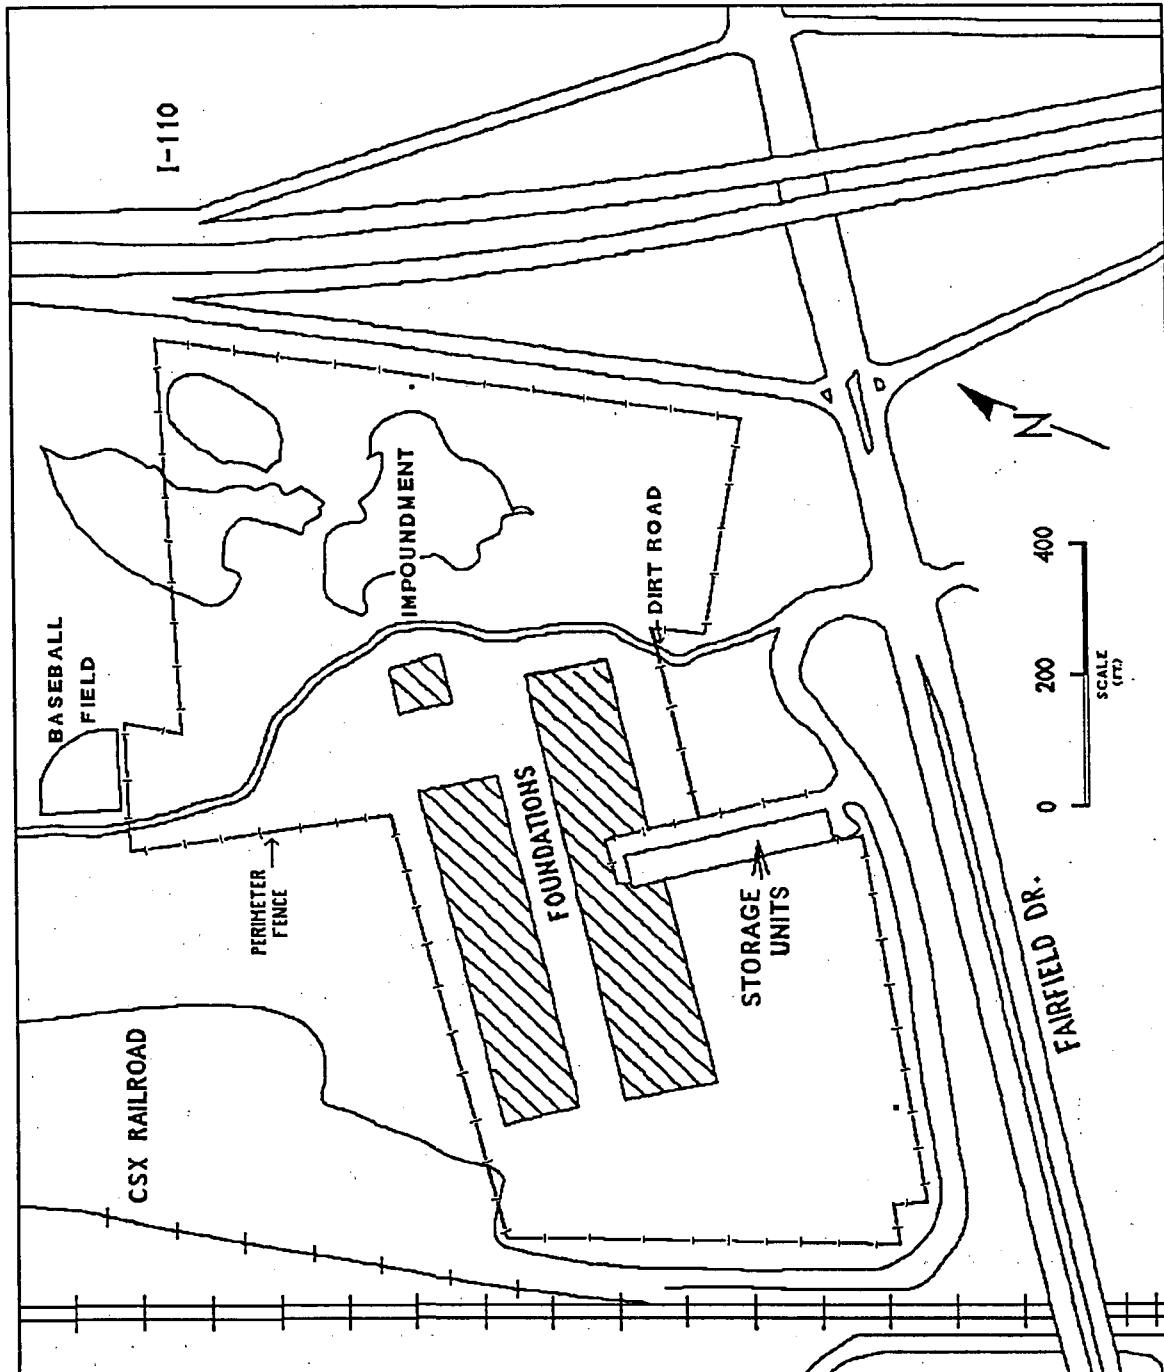 I-110
BASEBALL
FIELD
IMPOUNDMENT
DIRT ROAD
PERIMETER
FENCE
FOUNDATIONS
STORAGE
UNITS
CSX RAILROAD
FAIRFIELD DR.
N
0 200 400
SCALE
(FT.)